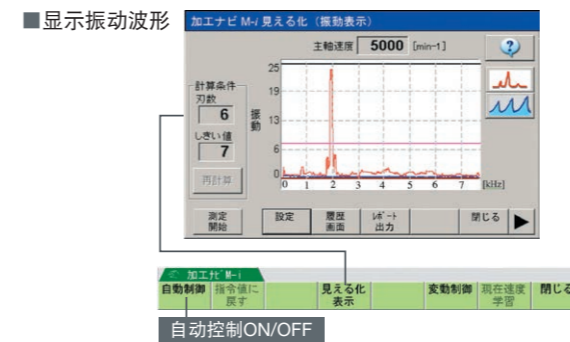 ■显示振动波形
加工ナビ M-i 見える化 (振動表示)
主軸速度 5000 [min-1]
計算条件
刃数
6
しきい値
7
再計算
振動
25
19
13
6
0
0 1 2 3 4 5 6 7 [kHz]
測定
開始
設定
履歴
画面
ﾚﾎﾟｰﾄ
出力
閉じる
加工ﾅﾋﾞ M-i
自動制御
指令値に
戻す
見える化
表示
変動制御
現在速度
学習
閉じる
自动控制ON/OFF